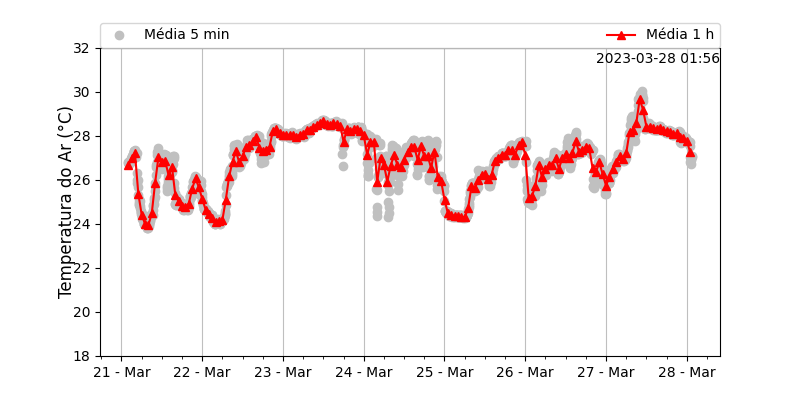 Média 5 min
Média 1 h
2023-03-28 01:56
Temperatura do Ar (°C)
32
30
28
26
24
22
20
18
21 - Mar
22 - Mar
23 - Mar
24 - Mar
25 - Mar
26 - Mar
27 - Mar
28 - Mar